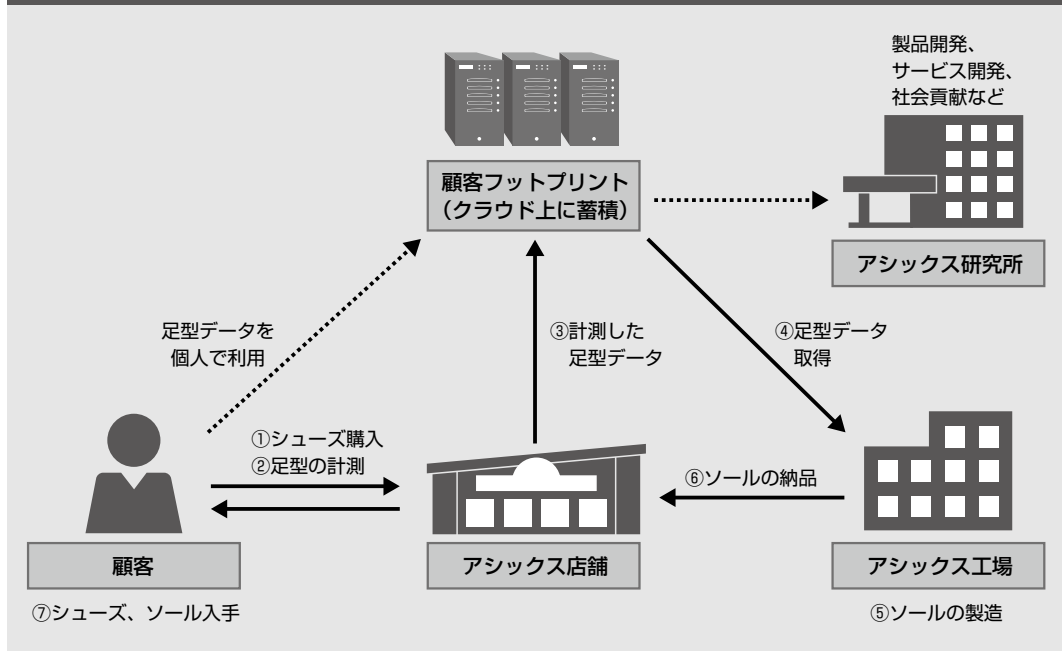 製品開発、
サービス開発、
社会貢献など
顧客フットプリント
（クラウド上に蓄積）
アシックス研究所
足型データを
個人で利用
③計測した
足型データ
④足型データ
取得
①シューズ購入
②足型の計測
⑥ソールの納品
顧客
アシックス店舗
アシックス工場
⑦シューズ、ソール入手
⑤ソールの製造